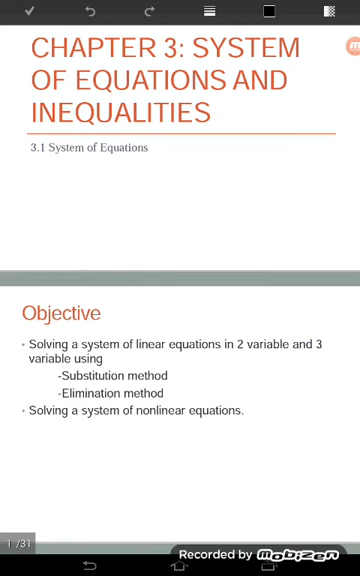 CHAPTER 3: SYSTEM
OF EQUATIONS AND
INEQUALITIES
3.1 System of Equations
Objective
• Solving a system of linear equations in 2 variable and 3
variable using
-Substitution method
-Elimination method
• Solving a system of nonlinear equations.
1 /31
Recorded by Mobizen